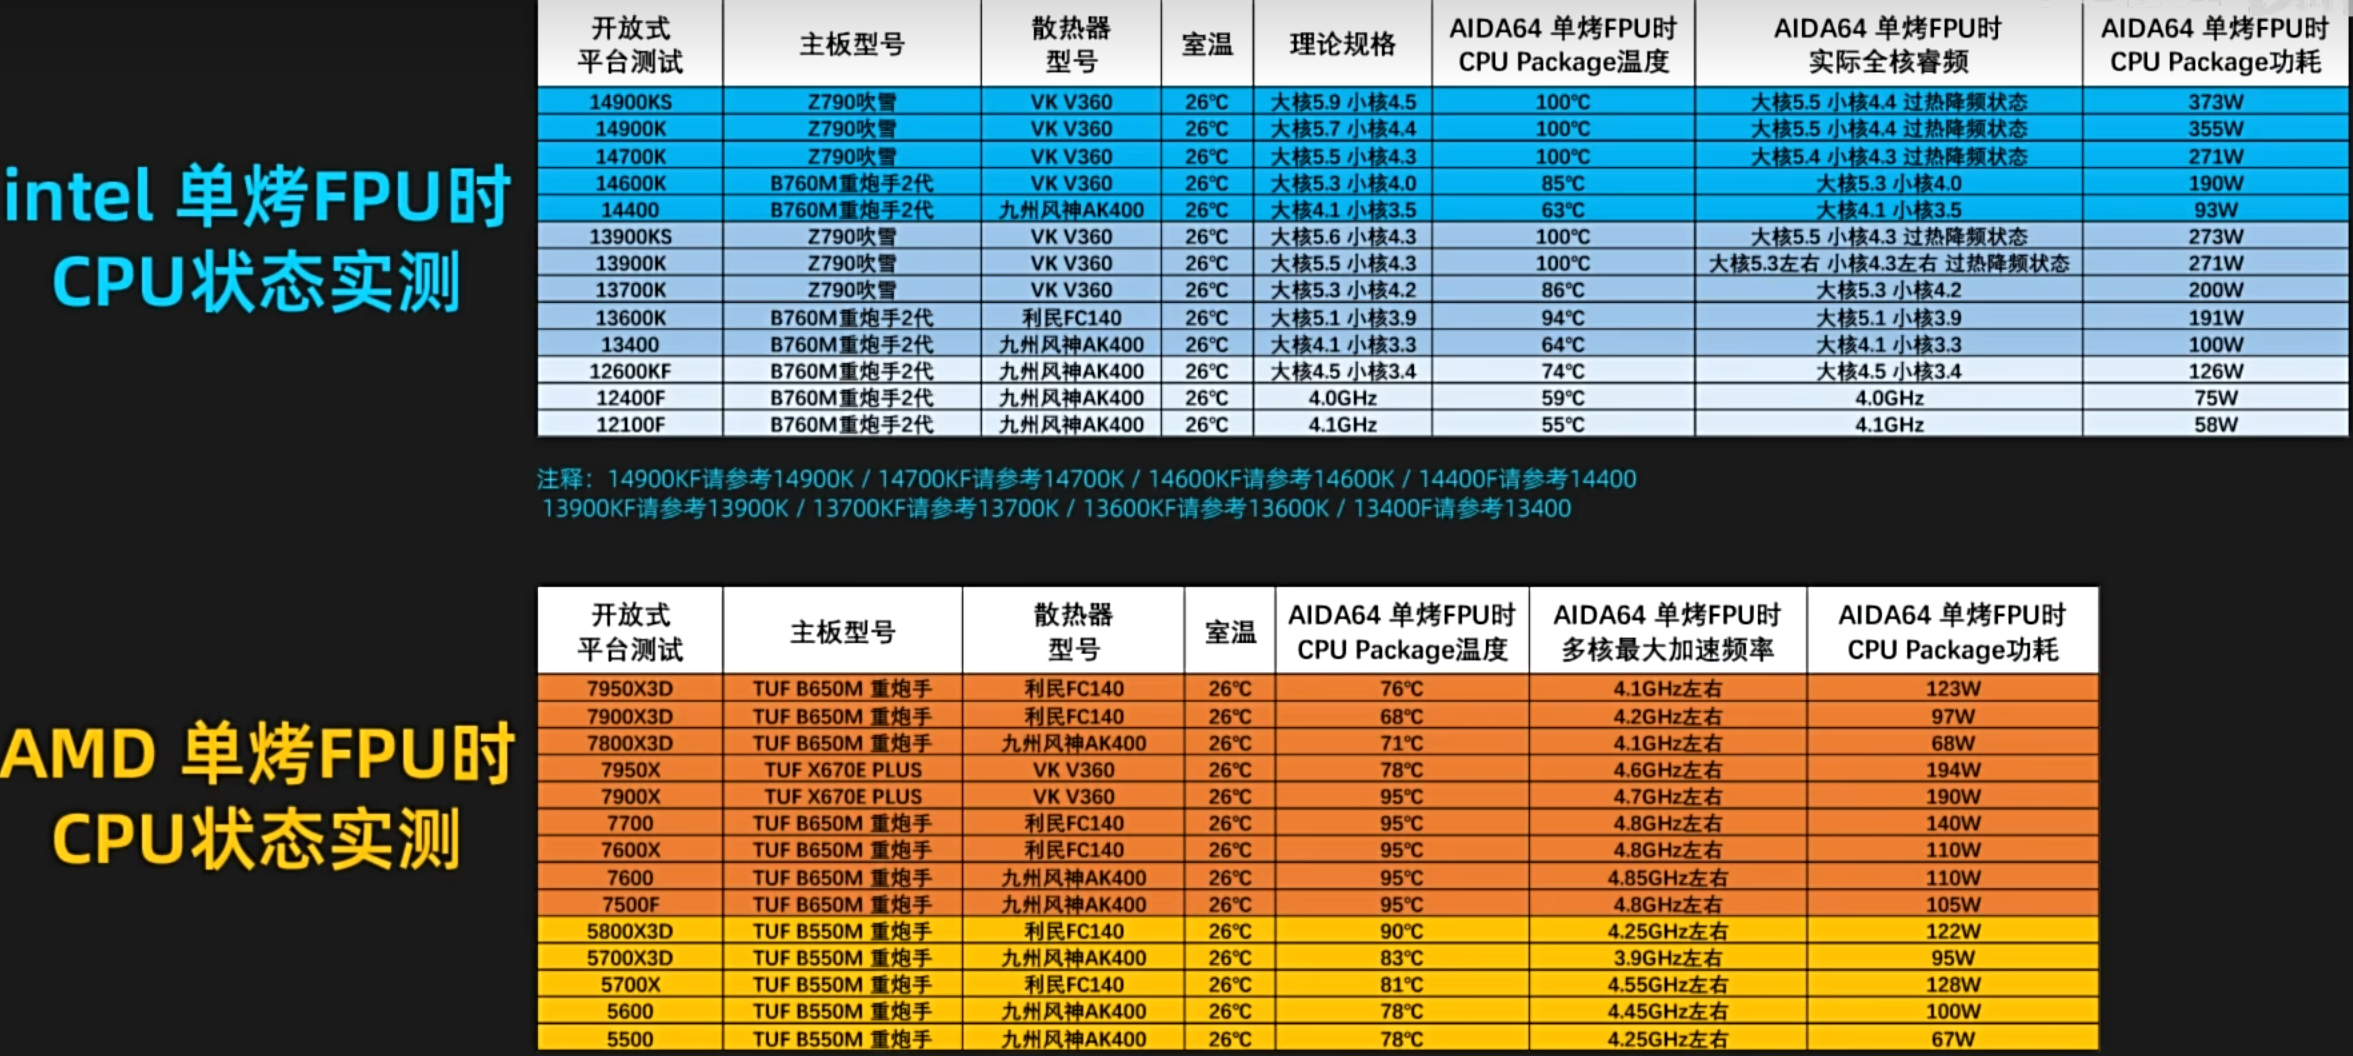 intel 单烤FPU时
CPU状态实测
开放式平台测试 主板型号 散热器型号 室温 理论规格 AIDA64 单烤FPU时CPU Package温度 AIDA64 单烤FPU时实际全核睿频 AIDA64 单烤FPU时CPU Package功耗
14900KS Z790吹雪 VK V360 26℃ 大核5.9 小核4.5 100℃ 大核5.5 小核4.4 过热降频状态 373W
14900K Z790吹雪 VK V360 26℃ 大核5.7 小核4.4 100℃ 大核5.5 小核4.4 过热降频状态 355W
14700K Z790吹雪 VK V360 26℃ 大核5.5 小核4.3 100℃ 大核5.4 小核4.3 过热降频状态 271W
14600K B760M重炮手2代 VK V360 26℃ 大核5.3 小核4.0 85℃ 大核5.3 小核4.0 190W
14400 B760M重炮手2代 九州风神AK400 26℃ 大核4.1 小核3.5 63℃ 大核4.1 小核3.5 93W
13900KS Z790吹雪 VK V360 26℃ 大核5.6 小核4.3 100℃ 大核5.5 小核4.3 过热降频状态 273W
13900K Z790吹雪 VK V360 26℃ 大核5.5 小核4.3 100℃ 大核5.3左右 小核4.3左右 过热降频状态 271W
13700K Z790吹雪 VK V360 26℃ 大核5.3 小核4.2 86℃ 大核5.3 小核4.2 200W
13600K B760M重炮手2代 利民FC140 26℃ 大核5.1 小核3.9 94℃ 大核5.1 小核3.9 191W
13400 B760M重炮手2代 九州风神AK400 26℃ 大核4.1 小核3.3 64℃ 大核4.1 小核3.3 100W
12600KF B760M重炮手2代 九州风神AK400 26℃ 大核4.5 小核3.4 74℃ 大核4.5 小核3.4 126W
12400F B760M重炮手2代 九州风神AK400 26℃ 4.0GHz 59℃ 4.0GHz 75W
12100F B760M重炮手2代 九州风神AK400 26℃ 4.1GHz 55℃ 4.1GHz 58W
注释：14900KF请参考14900K / 14700KF请参考14700K / 14600KF请参考14600K / 14400F请参考14400
13900KF请参考13900K / 13700KF请参考13700K / 13600KF请参考13600K / 13400F请参考13400
AMD 单烤FPU时
CPU状态实测
开放式平台测试 主板型号 散热器型号 室温 AIDA64 单烤FPU时CPU Package温度 AIDA64 单烤FPU时多核最大加速频率 AIDA64 单烤FPU时CPU Package功耗
7950X3D TUF B650M 重炮手 利民FC140 26℃ 76℃ 4.1GHz左右 123W
7900X3D TUF B650M 重炮手 利民FC140 26℃ 68℃ 4.2GHz左右 97W
7800X3D TUF B650M 重炮手 九州风神AK400 26℃ 71℃ 4.1GHz左右 68W
7950X TUF X670E PLUS VK V360 26℃ 78℃ 4.6GHz左右 194W
7900X TUF X670E PLUS VK V360 26℃ 95℃ 4.7GHz左右 190W
7700 TUF B650M 重炮手 利民FC140 26℃ 95℃ 4.8GHz左右 140W
7600X TUF B650M 重炮手 利民FC140 26℃ 95℃ 4.8GHz左右 110W
7600 TUF B650M 重炮手 九州风神AK400 26℃ 95℃ 4.85GHz左右 110W
7500F TUF B650M 重炮手 九州风神AK400 26℃ 95℃ 4.8GHz左右 105W
5800X3D TUF B550M 重炮手 利民FC140 26℃ 90℃ 4.25GHz左右 122W
5700X3D TUF B550M 重炮手 九州风神AK400 26℃ 83℃ 3.9GHz左右 95W
5700X TUF B550M 重炮手 利民FC140 26℃ 81℃ 4.55GHz左右 128W
5600 TUF B550M 重炮手 九州风神AK400 26℃ 78℃ 4.45GHz左右 100W
5500 TUF B550M 重炮手 九州风神AK400 26℃ 78℃ 4.25GHz左右 67W